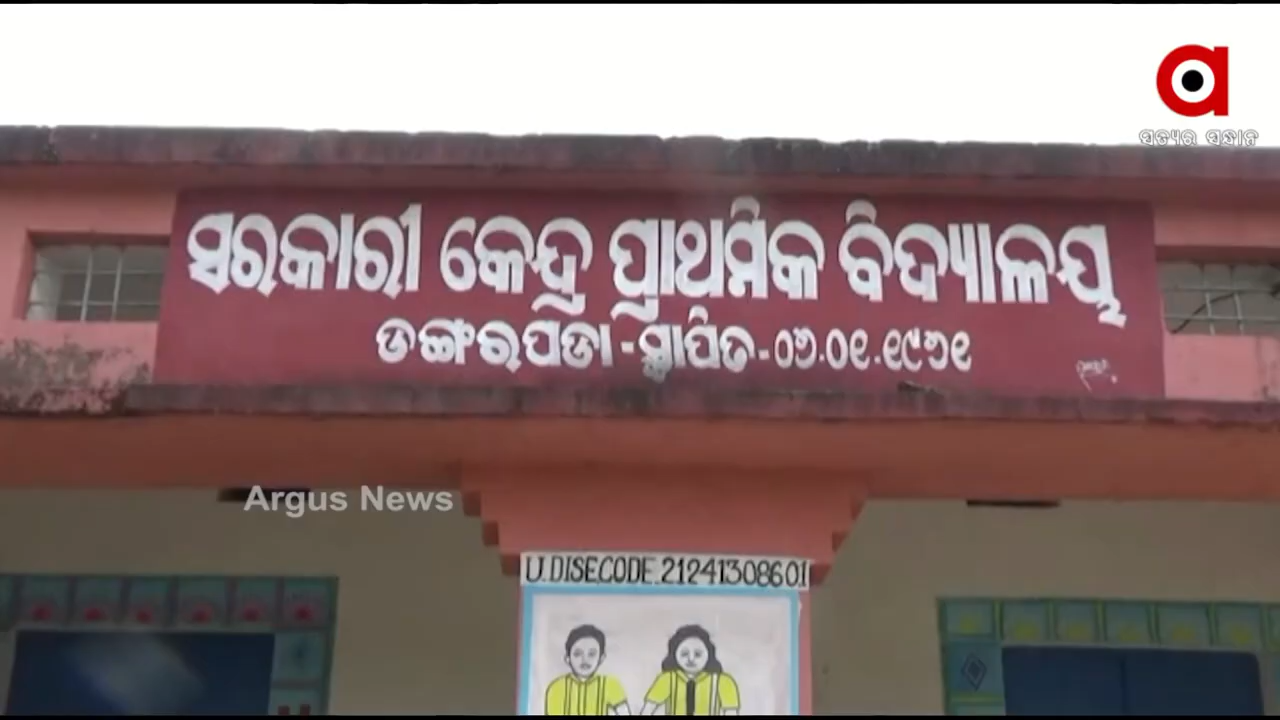 ସତ୍ୟର ସନ୍ଧାନ
ସରକାରୀ କେନ୍ଦ୍ର ପ୍ରାଥମିକ ବିଦ୍ୟାଳୟ
ଡଙ୍ଗରପଡା - ସ୍ଥାପିତ - ୦୬.୦୧.୧୯୬୧
Argus News
U.DISE.CODE.21241308601